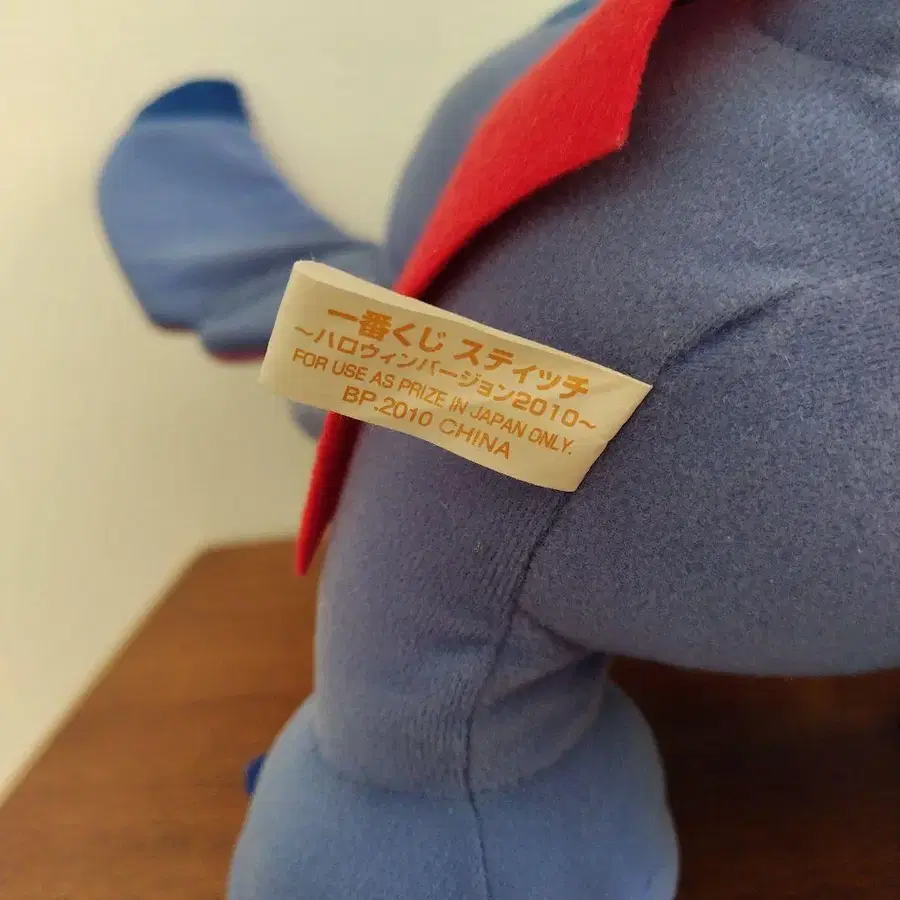 一番くじ スティッチ
～ハロウィンバージョン2010～
FOR USE AS PRIZE IN JAPAN ONLY.
BP.2010 CHINA